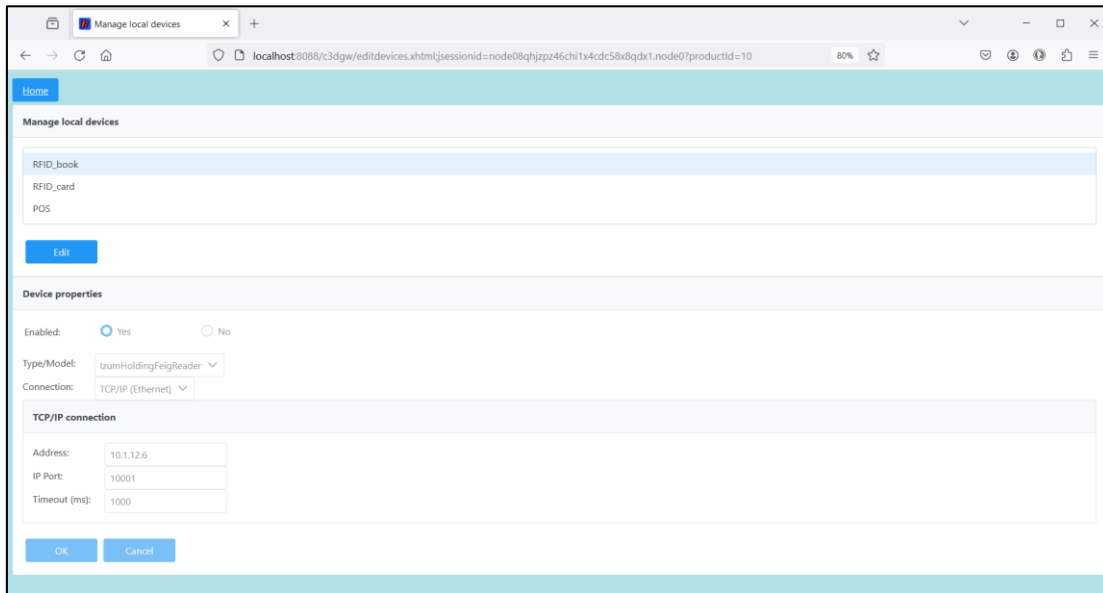 Manage local devices
localhost:8088/c3dgw/editdevices.xhtml;jsessionid=node08qhjzpz46chi1x4cdc58x8qdx1.node0?productId=10 80%
Home
Manage local devices
RFID_book
RFID_card
POS
Edit
Device properties
Enabled: Yes No
Type/Model: IzumHoldingFeigReader
Connection: TCP/IP (Ethernet)
TCP/IP connection
Address: 10.1.12.6
IP Port: 10001
Timeout (ms): 1000
OK Cancel